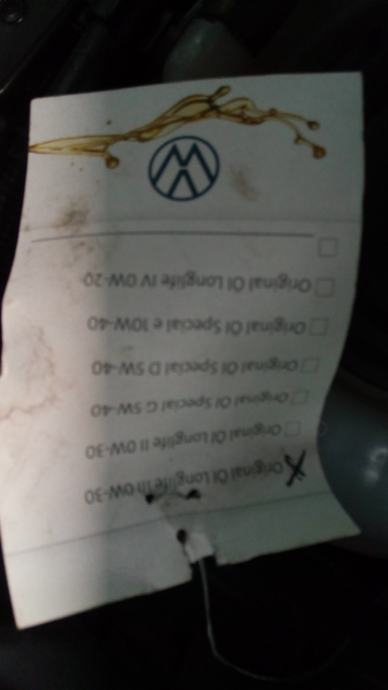 X Original Öl Longlife III 0W-30
Original Öl Longlife II 0W-30
Original Öl Special G 5W-40
Original Öl Special D 5W-40
Original Öl Special e 10W-40
Original Öl Longlife IV 0W-20